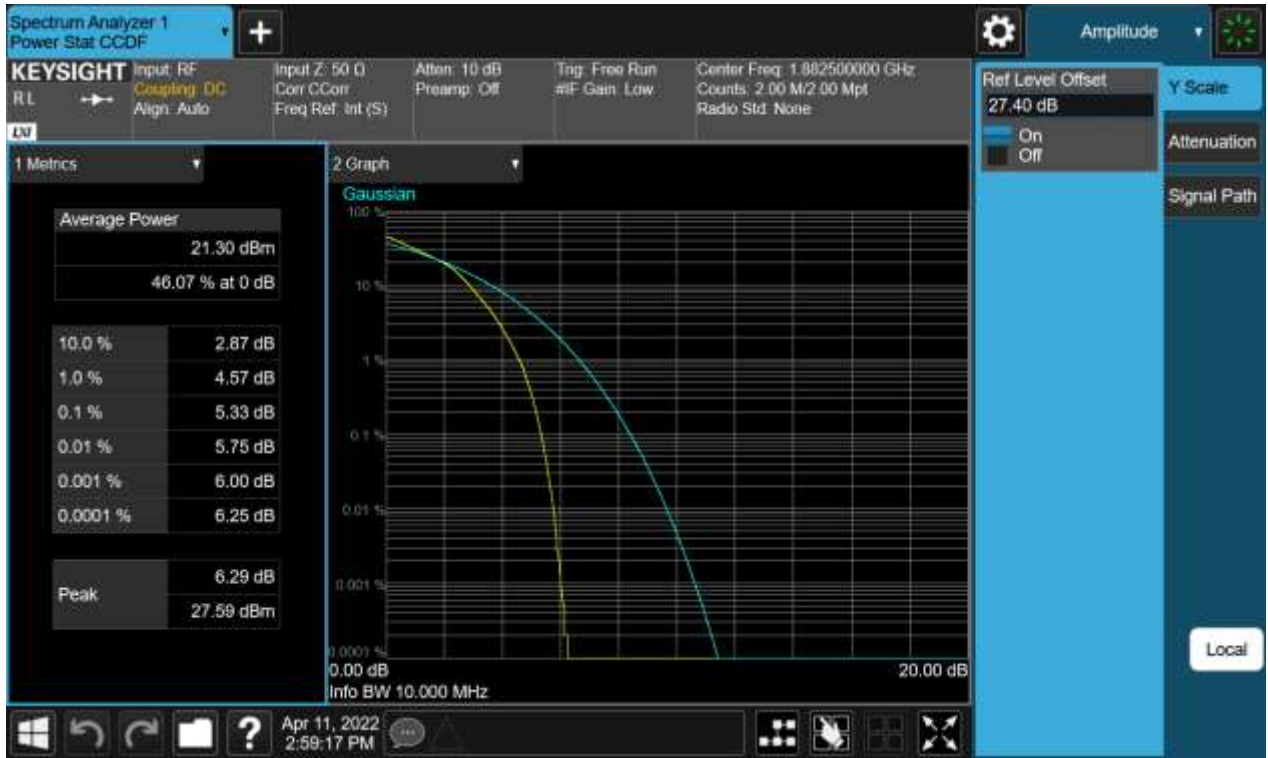 Spectrum Analyzer 1
Power Stat CCDF
+
Amplitude
KEYSIGHT
RL
LXI
Input: RF
Coupling: DC
Align: Auto
Input Z: 50 Ω
Corr CCorr
Freq Ref: Int (S)
Atten: 10 dB
Preamp: Off
Trig: Free Run
#IF Gain: Low
Center Freq: 1.882500000 GHz
Counts: 2.00 M/2.00 Mpt
Radio Std: None
Ref Level Offset
27.40 dB
On
Off
Y Scale
Attenuation
Signal Path
Local
1 Metrics
Average Power
21.30 dBm
46.07 % at 0 dB
10.0 % 2.87 dB
1.0 % 4.57 dB
0.1 % 5.33 dB
0.01 % 5.75 dB
0.001 % 6.00 dB
0.0001 % 6.25 dB
Peak
6.29 dB
27.59 dBm
2 Graph
Gaussian
100 %
10 %
1 %
0.1 %
0.01 %
0.001 %
0.0001 %
0.00 dB 20.00 dB
Info BW 10.000 MHz
?
Apr 11, 2022
2:59:17 PM